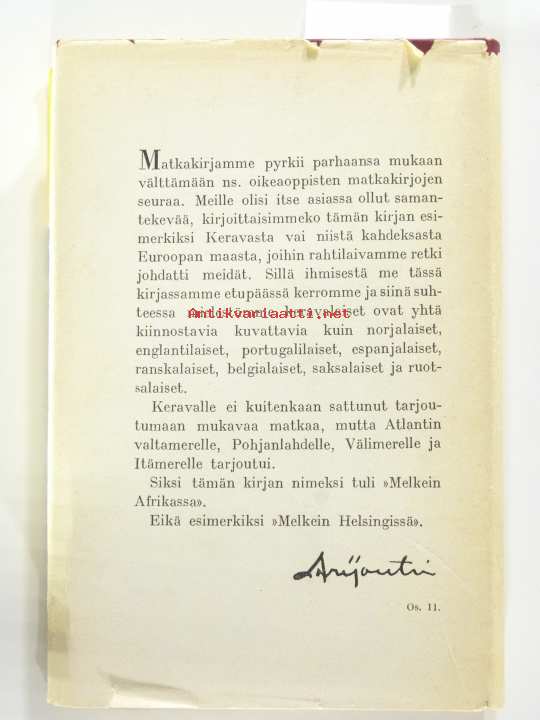 Matkakirjamme pyrkii parhaansa mukaan
välttämään ns. oikeaoppisten matkakirjojen
seuraa. Meille olisi itse asiassa ollut saman-
tekevää, kirjoittaisimmeko tämän kirjan esi-
merkiksi Keravasta vai niistä kahdeksasta
Euroopan maasta, joihin rahtilaivamme retki
johdatti meidät. Sillä ihmisestä me tässä
kirjassamme etupäässä kerromme ja siinä suh-
teessa keravalaiset ovat yhtä
Antikvariaatti.net
kiinnostavia kuvattavia kuin norjalaiset,
englantilaiset, portugalilaiset, espanjalaiset,
ranskalaiset, belgialaiset, saksalaiset ja ruot-
salaiset.
Keravalle ei kuitenkaan sattunut tarjou-
tumaan mukavaa matkaa, mutta Atlantin
valtamerelle, Pohjanlahdelle, Välimerelle ja
Itämerelle tarjoutui.
Siksi tämän kirjan nimeksi tuli »Melkein
Afrikassa».
Eikä esimerkiksi »Melkein Helsingissä».
Arijoutsi
Os. 11.